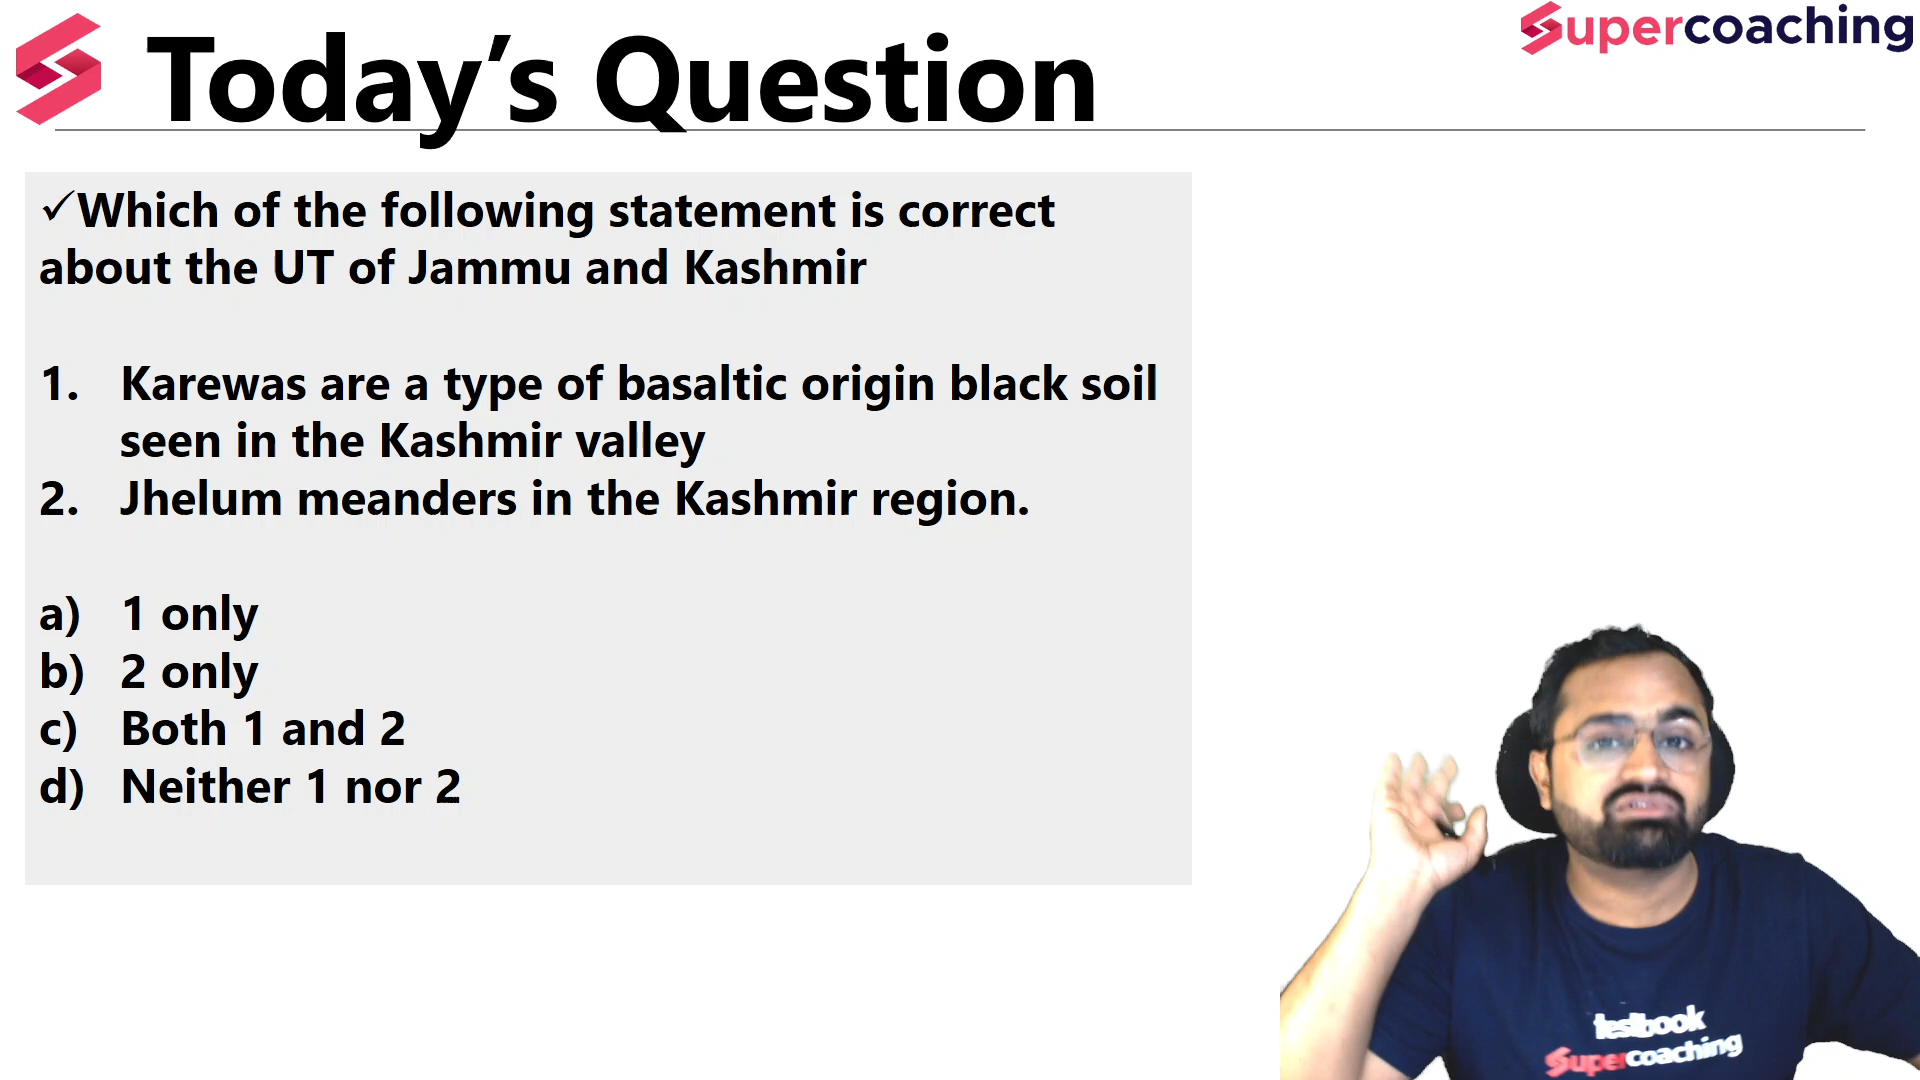 Today’s Question
Supercoaching
✓Which of the following statement is correct
about the UT of Jammu and Kashmir
1. Karewas are a type of basaltic origin black soil
seen in the Kashmir valley
2. Jhelum meanders in the Kashmir region.
a) 1 only
b) 2 only
c) Both 1 and 2
d) Neither 1 nor 2
testbook
Supercoaching